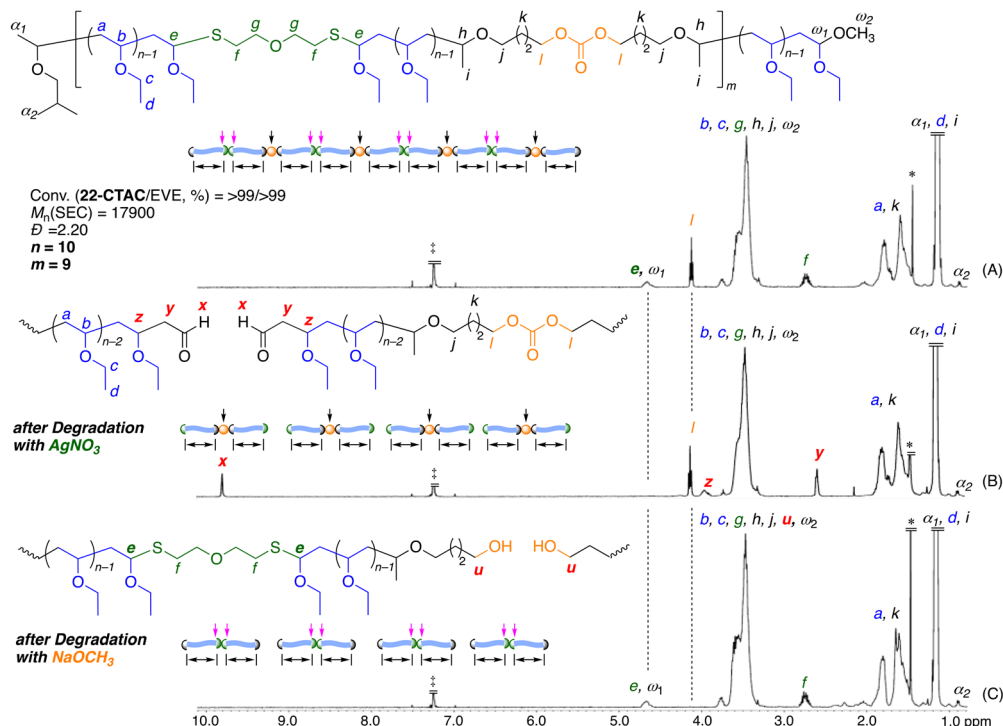 α1 a b e S g O g S e h O k O O l k O h ω1 ω2
n–1 f f n–1 2 j l 2 j i m OCH3
O O c d O O O O O i O O
α2
b, c, g, h, j, ω2
α1, d, i
*
a, k
l
Conv. (22-CTAC/EVE, %) = >99/>99
Mn(SEC) = 17900
Đ =2.20
n = 10
m = 9
‡
e, ω1
f
α2
(A)
a b z y x H x H y z k O O l
n–2 O O n–2 O j 2 l O
O c d O O O
b, c, g, h, j, ω2
α1, d, i
a, k
*
after Degradation
with AgNO3
x
‡
l
z
y
α2
(B)
b, c, g, h, j, u, ω2
* α1, d, i
e S O S e O OH HO
n–1 f f n–1 2 u u
O O O O
a, k
after Degradation
with NaOCH3
‡
e, ω1
f
α2
(C)
10.0 9.0 8.0 7.0 6.0 5.0 4.0 3.0 2.0 1.0 ppm